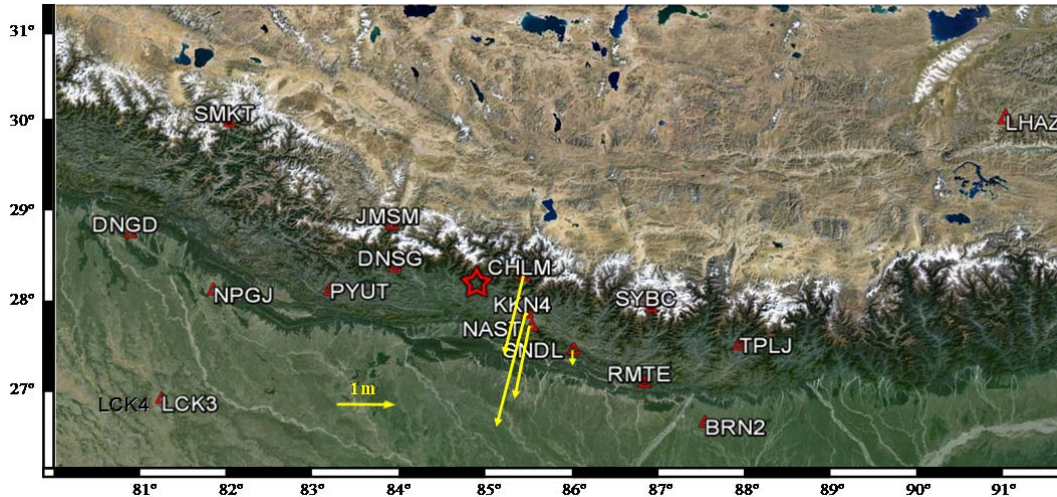 31°
30°
SMKT
LHAZ
29°
DNGD
JMSM
DNSG
CHLM
28°
NPGJ
PYUT
KKN4
SYBC
NAST
SNDL
TPLJ
27°
LCK4
LCK3
1m
RMTE
BRN2
81°
82°
83°
84°
85°
86°
87°
88°
89°
90°
91°